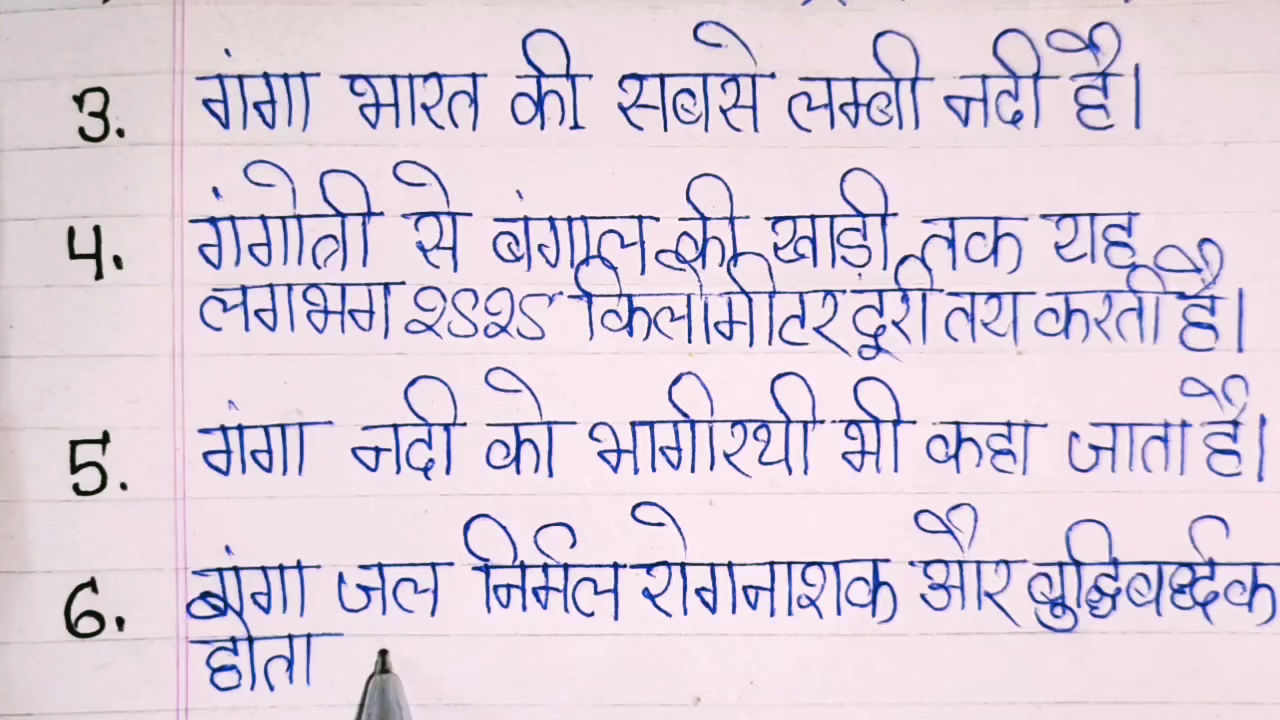 3. गंगा भारत की सबसे लम्बी नदी है।
4. गंगोत्री से बंगाल की खाड़ी तक यह
लगभग २५२५ किलोमीटर दूरी तय करती है।
5. गंगा नदी को भागीरथी भी कहा जाता है।
6. गंगा जल निर्मल रोगनाशक और बुद्धिवर्द्धक
होता